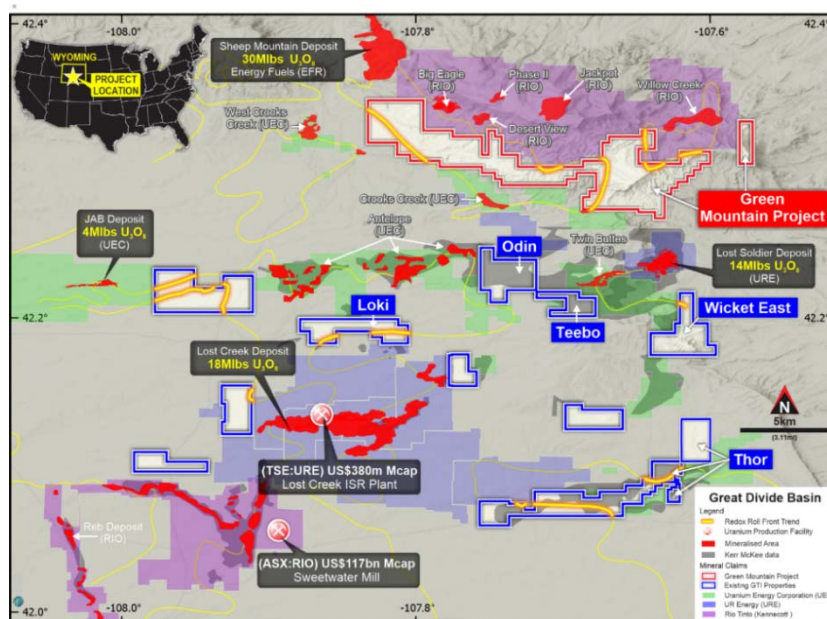 42.4°
-108.0°
-107.8°
-107.6°
42.4°
WYOMING
PROJECT
LOCATION
Sheep Mountain Deposit
30Mlbs U₃O₈
Energy Fuels (EFR)
Big Eagle
(RIO)
Phase II
(RIO)
Jackpot
(RIO)
Willow Creek
(RIO)
Desert View
(RIO)
West Crooks
Creek (UEC)
Crooks Creek (UEC)
Green
Mountain Project
JAB Deposit
4Mlbs U₃O₈
(UEC)
Antelope
(UEC)
Odin
Twin Buttes
(UEC)
Lost Soldier Deposit
14Mlbs U₃O₈
(URE)
Loki
Teebo
Wicket East
42.2°
42.2°
Lost Creek Deposit
18Mlbs U₃O₈
N
5km
(3.11mi)
(TSE:URE) US$380m Mcap
Lost Creek ISR Plant
Thor
Reb Deposit
(RIO)
(ASX:RIO) US$117bn Mcap
Sweetwater Mill
Great Divide Basin
Legend
Redox Roll Front Trend
Uranium Production Facility
Mineralised Area
Kerr McKee data
Mineral Claims
Green Mountain Project
Existing GTI Properties
Uranium Energy Corporation (UE
UR Energy (URE)
Rio Tinto (Kennecott )
42.0°
-108.0°
-107.8°